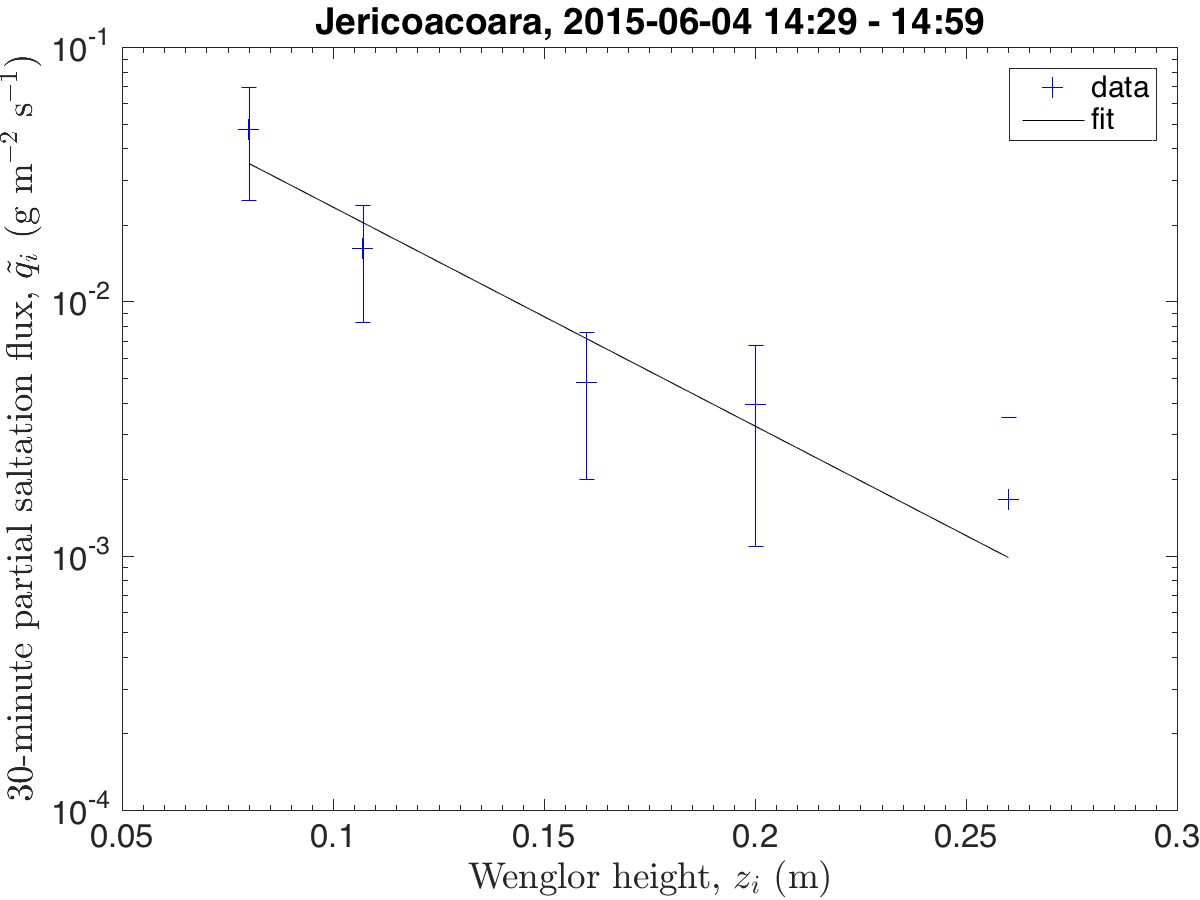 Jericoacoara, 2015-06-04 14:29 - 14:59
30-minute partial saltation flux, q̃ᵢ (g m⁻² s⁻¹)
10⁻¹
10⁻²
10⁻³
10⁻⁴
data
fit
0.05 0.1 0.15 0.2 0.25 0.3
Wenglor height, zᵢ (m)